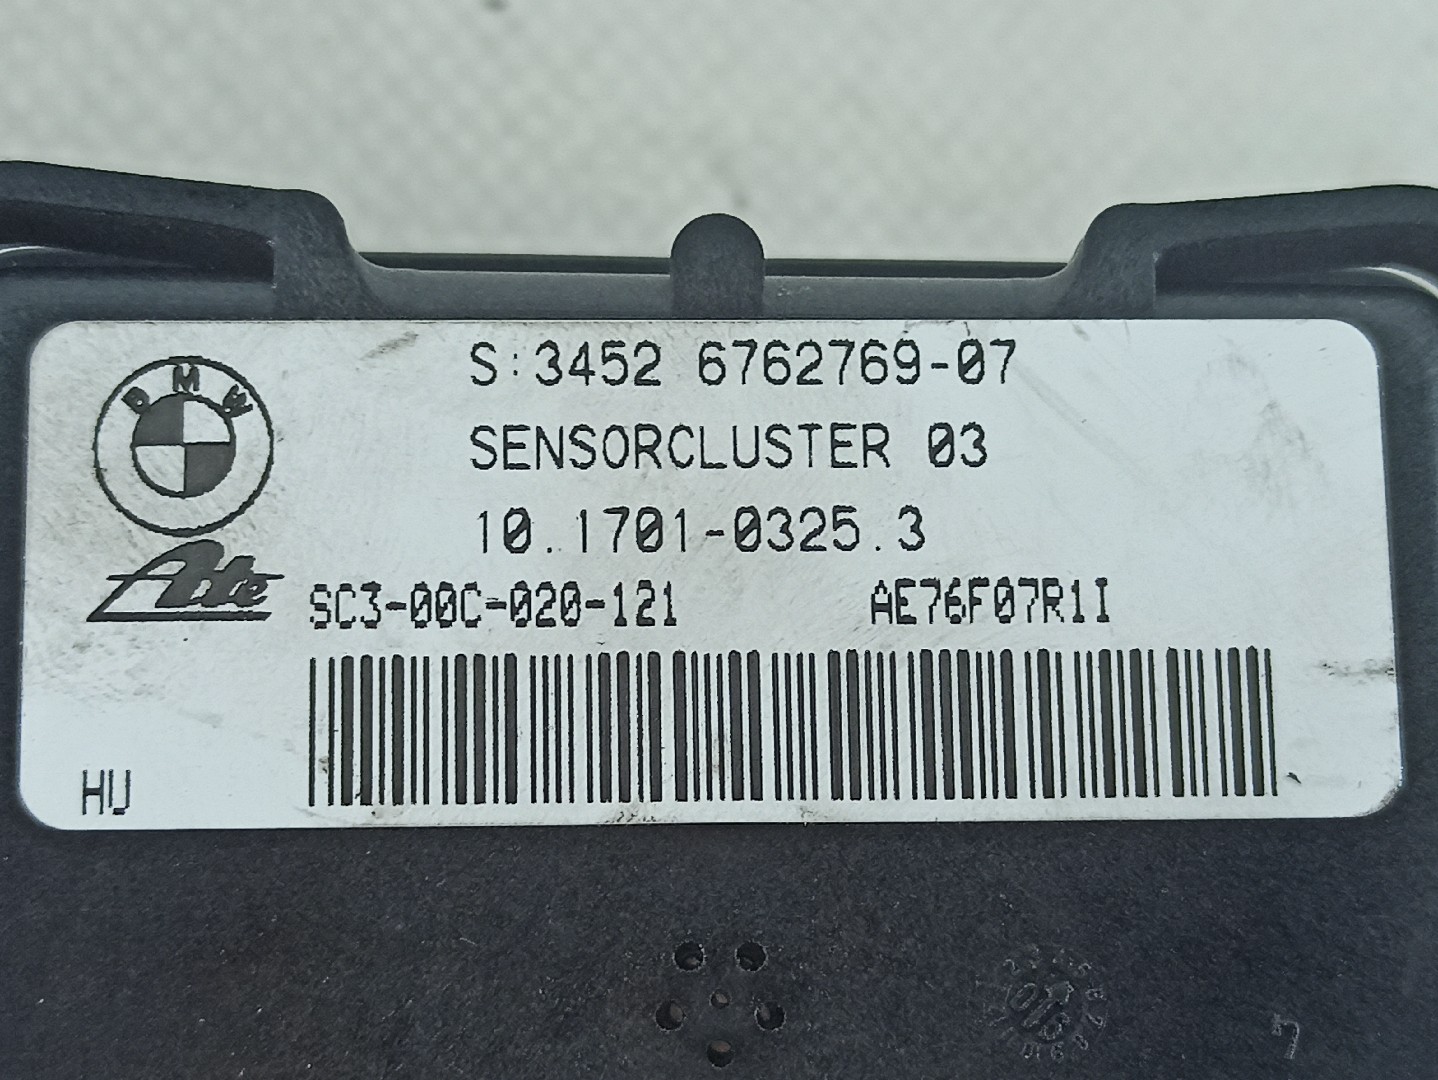 S:3452 6762769-07
BMW
SENSORCLUSTER 03
10.1701-0325.3
Ate
SC3-00C-020-121 AE76F07R1I
HU